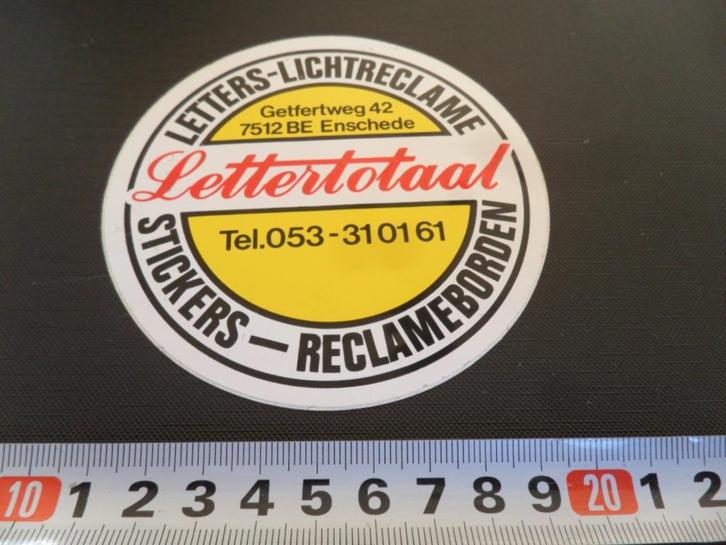 LETTERS-LICHTRECLAME
Getfertweg 42
7512 BE Enschede
Lettertotaal
Tel.053-310161
STICKERS — RECLAMEBORDEN
10 1 2 3 4 5 6 7 8 9 20 1 2